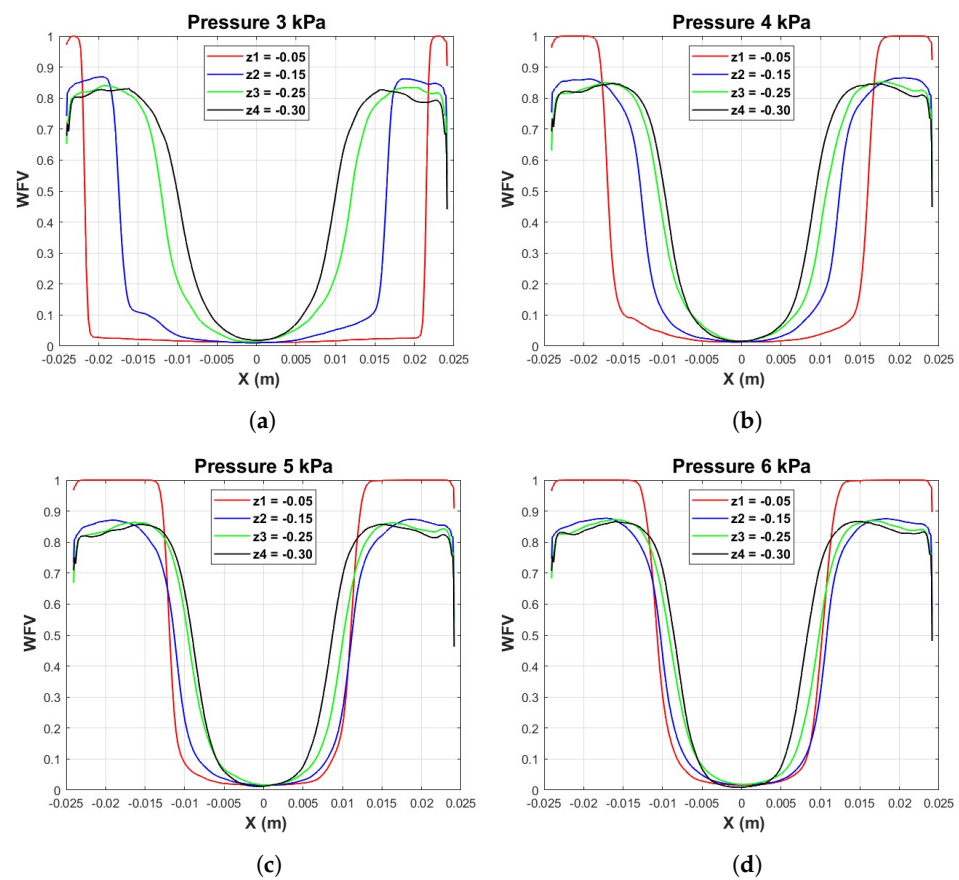 Pressure 3 kPa
WFV
1
0.9
0.8
0.7
0.6
0.5
0.4
0.3
0.2
0.1
0
z1 = -0.05
z2 = -0.15
z3 = -0.25
z4 = -0.30
-0.025 -0.02 -0.015 -0.01 -0.005 0 0.005 0.01 0.015 0.02 0.025
X (m)
(a)
Pressure 4 kPa
WFV
1
0.9
0.8
0.7
0.6
0.5
0.4
0.3
0.2
0.1
0
z1 = -0.05
z2 = -0.15
z3 = -0.25
z4 = -0.30
-0.025 -0.02 -0.015 -0.01 -0.005 0 0.005 0.01 0.015 0.02 0.025
X (m)
(b)
Pressure 5 kPa
WFV
1
0.9
0.8
0.7
0.6
0.5
0.4
0.3
0.2
0.1
0
z1 = -0.05
z2 = -0.15
z3 = -0.25
z4 = -0.30
-0.025 -0.02 -0.015 -0.01 -0.005 0 0.005 0.01 0.015 0.02 0.025
X (m)
(c)
Pressure 6 kPa
WFV
1
0.9
0.8
0.7
0.6
0.5
0.4
0.3
0.2
0.1
0
z1 = -0.05
z2 = -0.15
z3 = -0.25
z4 = -0.30
-0.025 -0.02 -0.015 -0.01 -0.005 0 0.005 0.01 0.015 0.02 0.025
X (m)
(d)